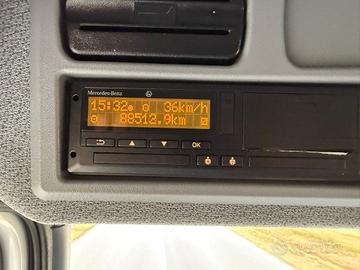 Mercedes-Benz
15:32 36km/h
88512.9km
OK